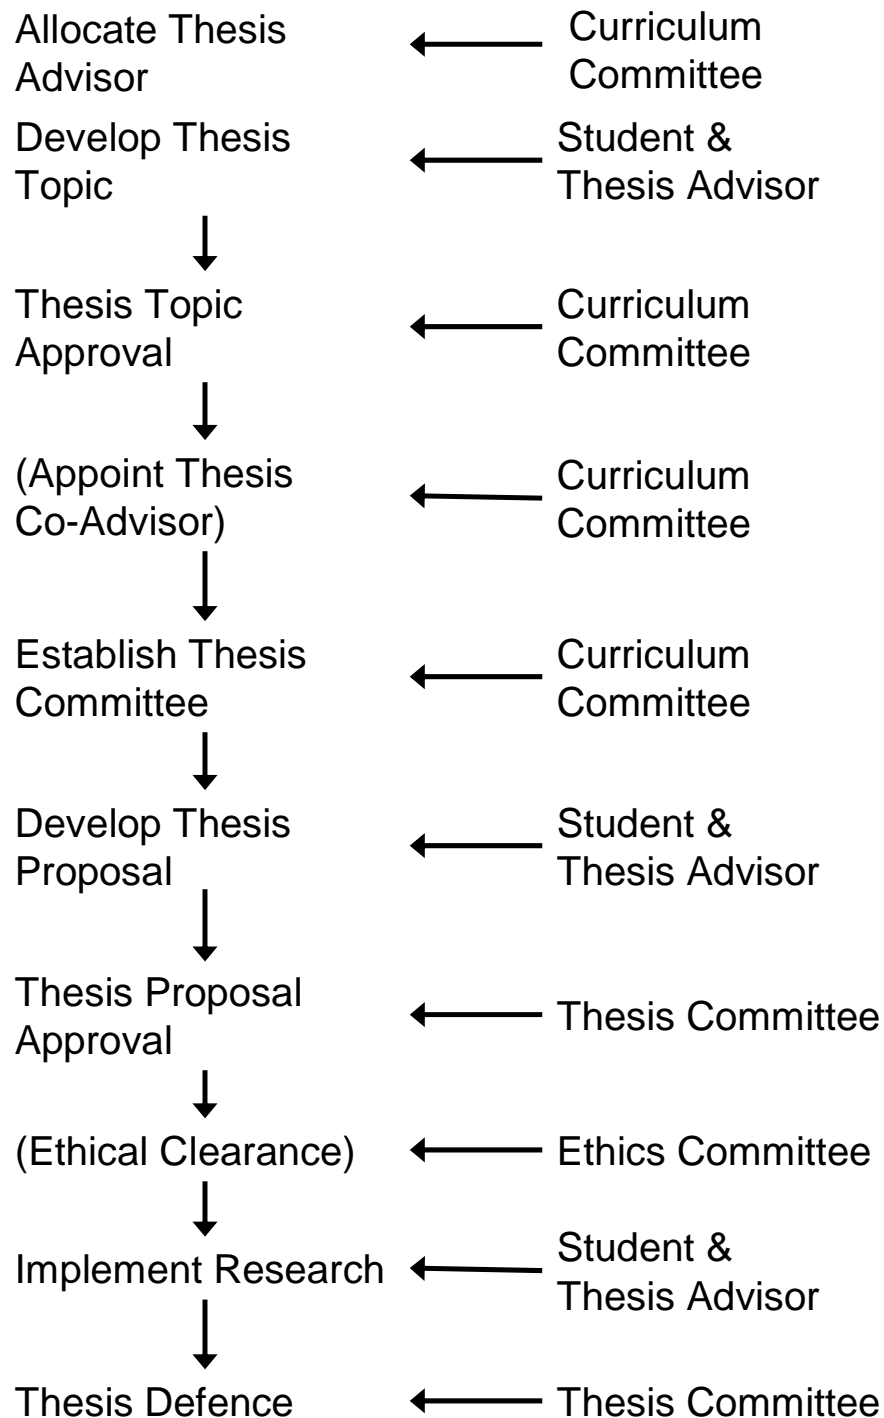 Allocate Thesis
Advisor
Curriculum
Committee
Develop Thesis
Topic
Student &
Thesis Advisor
Thesis Topic
Approval
Curriculum
Committee
(Appoint Thesis
Co-Advisor)
Curriculum
Committee
Establish Thesis
Committee
Curriculum
Committee
Develop Thesis
Proposal
Student &
Thesis Advisor
Thesis Proposal
Approval
Thesis Committee
(Ethical Clearance)
Ethics Committee
Implement Research
Student &
Thesis Advisor
Thesis Defence
Thesis Committee